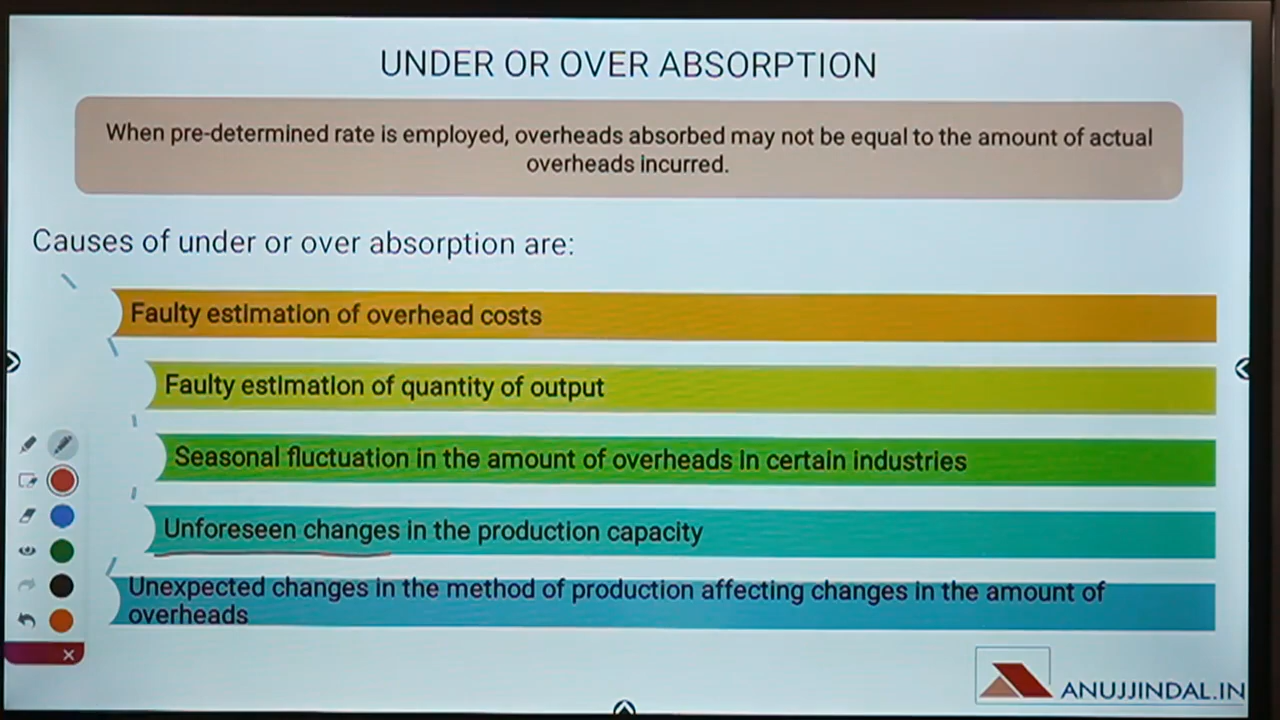 UNDER OR OVER ABSORPTION
When pre-determined rate is employed, overheads absorbed may not be equal to the amount of actual
overheads incurred.
Causes of under or over absorption are:
Faulty estimation of overhead costs
Faulty estimation of quantity of output
Seasonal fluctuation in the amount of overheads in certain industries
Unforeseen changes in the production capacity
Unexpected changes in the method of production affecting changes in the amount of
overheads
ANUJJINDAL.IN